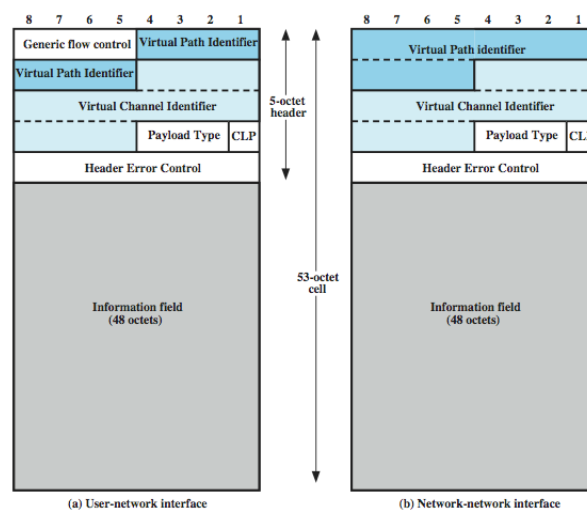 8 7 6 5 4 3 2 1
Generic flow control
Virtual Path Identifier
Virtual Path Identifier
Virtual Channel Identifier
Payload Type
CLP
Header Error Control
Information field
(48 octets)
(a) User-network interface
5-octet
header
53-octet
cell
8 7 6 5 4 3 2 1
Virtual Path identifier
Virtual Channel Identifier
Payload Type
CL
Header Error Control
Information field
(48 octets)
(b) Network-network interface